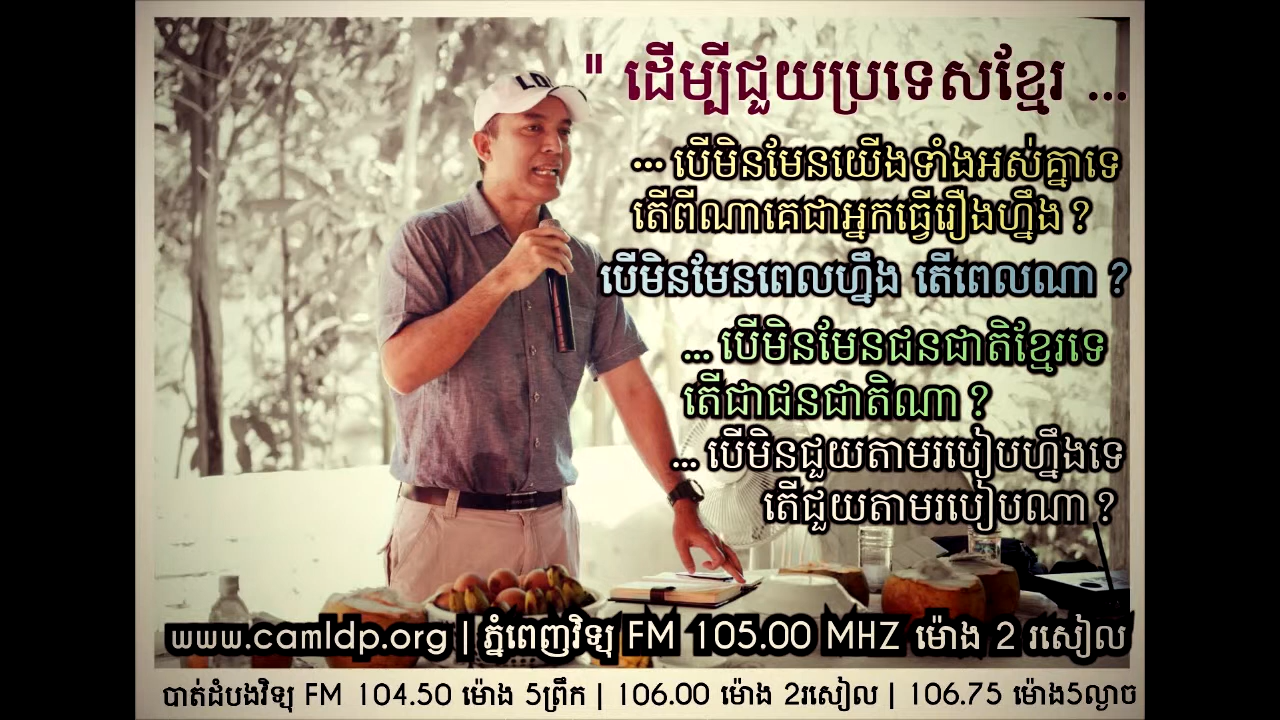 " ដើម្បីជួយប្រទេសខ្មែរ ...
... បើមិនមែនយើងទាំងអស់គ្នាទេ
តើពីណាគេជាអ្នកធ្វើរឿងហ្នឹង ?
បើមិនមែនពេលហ្នឹង តើពេលណា ?
... បើមិនមែនជនជាតិខ្មែរទេ
តើជាជនជាតិណា ?
... បើមិនជួយតាមរបៀបហ្នឹងទេ
តើជួយតាមរបៀបណា ?
www.camldp.org | ភ្នំពេញវិទ្យុ FM 105.00 MHZ ម៉ោង 2 រសៀល
បាត់ដំបងវិទ្យុ FM 104.50 ម៉ោង 5ព្រឹក | 106.00 ម៉ោង 2រសៀល | 106.75 ម៉ោង5ល្ងាច